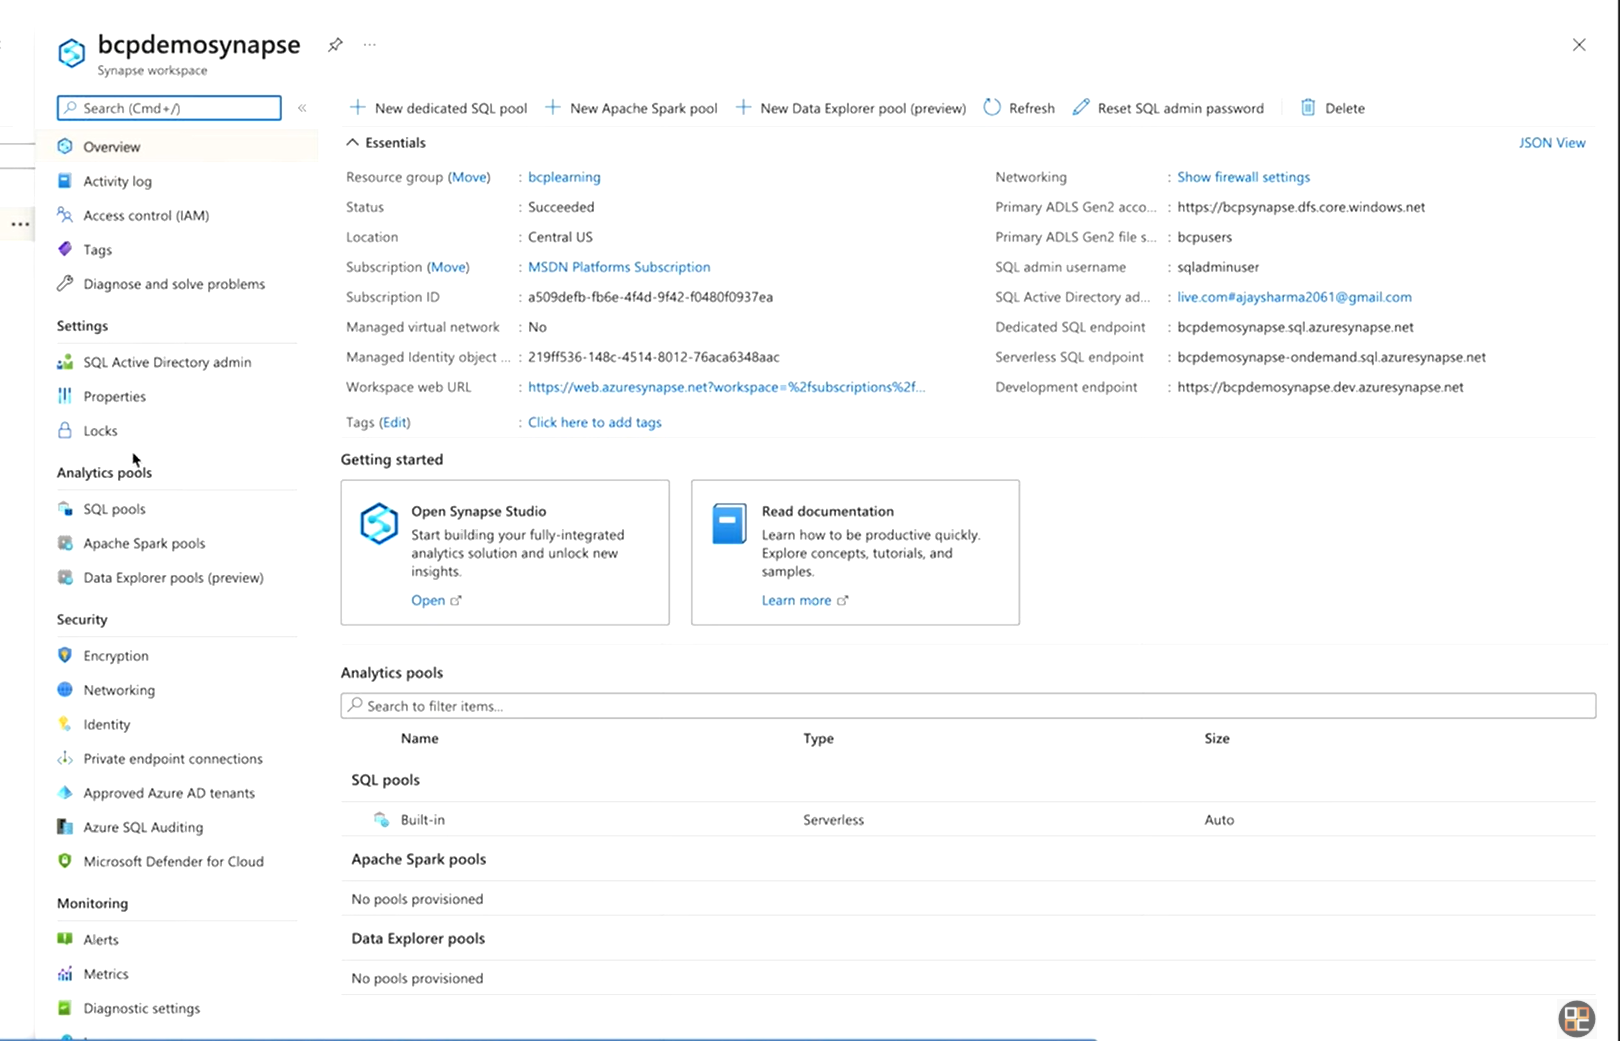 bcpdemosynapse
...
Synapse workspace
Search (Cmd+/)
«
Overview
Activity log
Access control (IAM)
Tags
Diagnose and solve problems
Settings
SQL Active Directory admin
Properties
Locks
Analytics pools
SQL pools
Apache Spark pools
Data Explorer pools (preview)
Security
Encryption
Networking
Identity
Private endpoint connections
Approved Azure AD tenants
Azure SQL Auditing
Microsoft Defender for Cloud
Monitoring
Alerts
Metrics
Diagnostic settings
New dedicated SQL pool New Apache Spark pool New Data Explorer pool (preview) Refresh Reset SQL admin password Delete
Essentials
JSON View
Resource group (Move) : bcplearning
Status : Succeeded
Location : Central US
Subscription (Move) : MSDN Platforms Subscription
Subscription ID : a509defb-fb6e-4f4d-9f42-f0480f0937ea
Managed virtual network : No
Managed Identity object ... : 219ff536-148c-4514-8012-76aca6348aac
Workspace web URL : https://web.azuresynapse.net?workspace=%2fsubscriptions%2f...
Tags (Edit) : Click here to add tags
Networking : Show firewall settings
Primary ADLS Gen2 acco... : https://bcpsynapse.dfs.core.windows.net
Primary ADLS Gen2 file s... : bcpusers
SQL admin username : sqladminuser
SQL Active Directory ad... : live.com#ajaysharma2061@gmail.com
Dedicated SQL endpoint : bcpdemosynapse.sql.azuresynapse.net
Serverless SQL endpoint : bcpdemosynapse-ondemand.sql.azuresynapse.net
Development endpoint : https://bcpdemosynapse.dev.azuresynapse.net
Getting started
Open Synapse Studio
Start building your fully-integrated
analytics solution and unlock new
insights.
Open
Read documentation
Learn how to be productive quickly.
Explore concepts, tutorials, and
samples.
Learn more
Analytics pools
Search to filter items...
Name Type Size
SQL pools
Built-in Serverless Auto
Apache Spark pools
No pools provisioned
Data Explorer pools
No pools provisioned